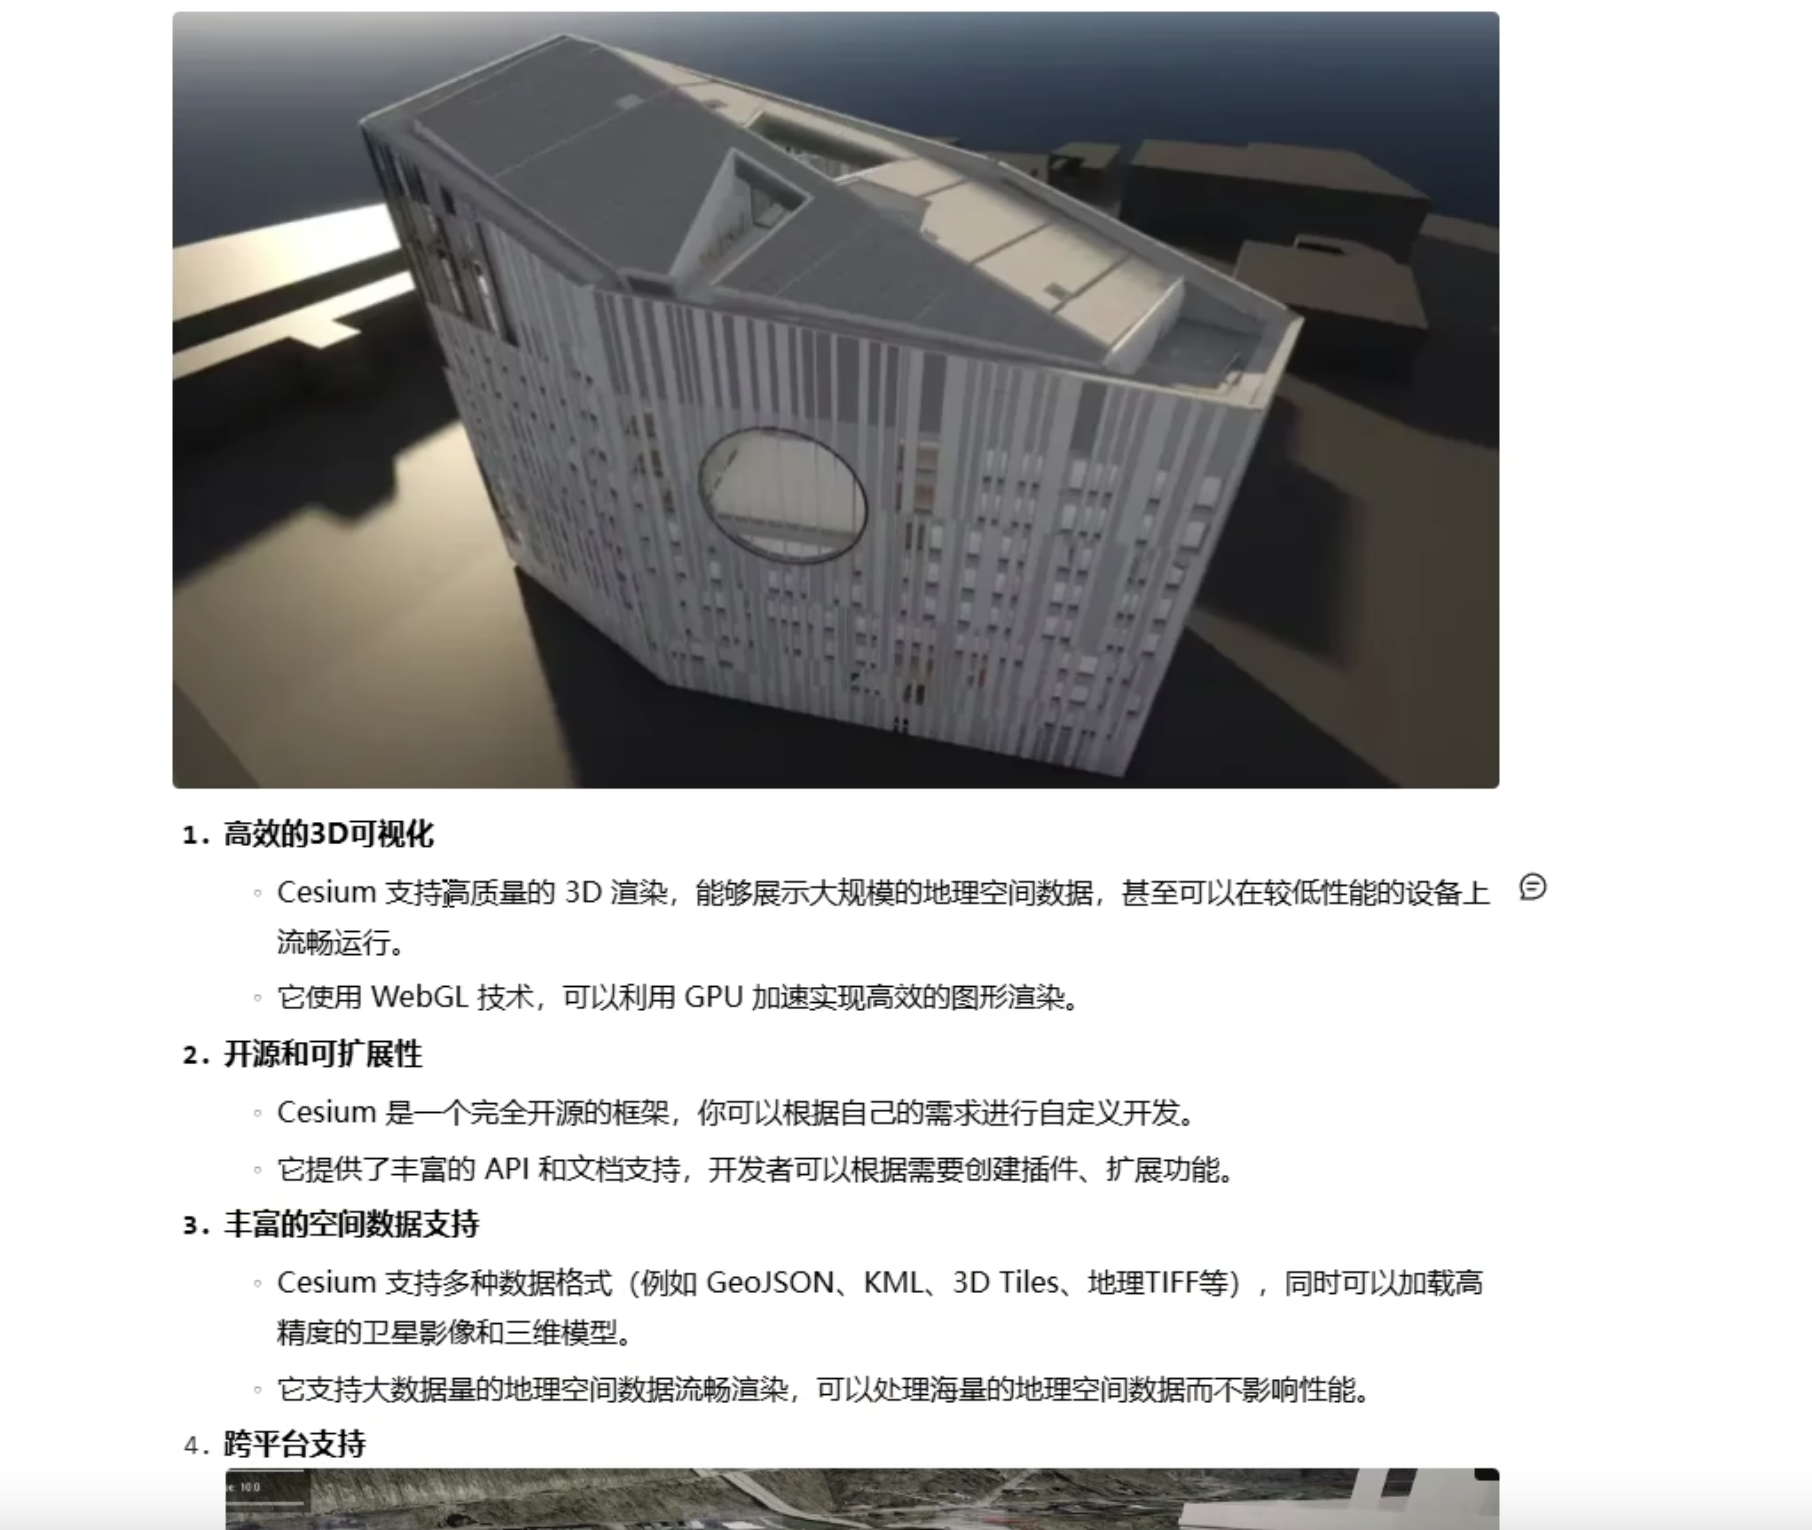 1. 高效的3D可视化
◦ Cesium 支持高质量的 3D 渲染，能够展示大规模的地理空间数据，甚至可以在较低性能的设备上
流畅运行。
◦ 它使用 WebGL 技术，可以利用 GPU 加速实现高效的图形渲染。
2. 开源和可扩展性
◦ Cesium 是一个完全开源的框架，你可以根据自己的需求进行自定义开发。
◦ 它提供了丰富的 API 和文档支持，开发者可以根据需要创建插件、扩展功能。
3. 丰富的空间数据支持
◦ Cesium 支持多种数据格式（例如 GeoJSON、KML、3D Tiles、地理TIFF等），同时可以加载高
精度的卫星影像和三维模型。
◦ 它支持大数据量的地理空间数据流畅渲染，可以处理海量的地理空间数据而不影响性能。
4. 跨平台支持